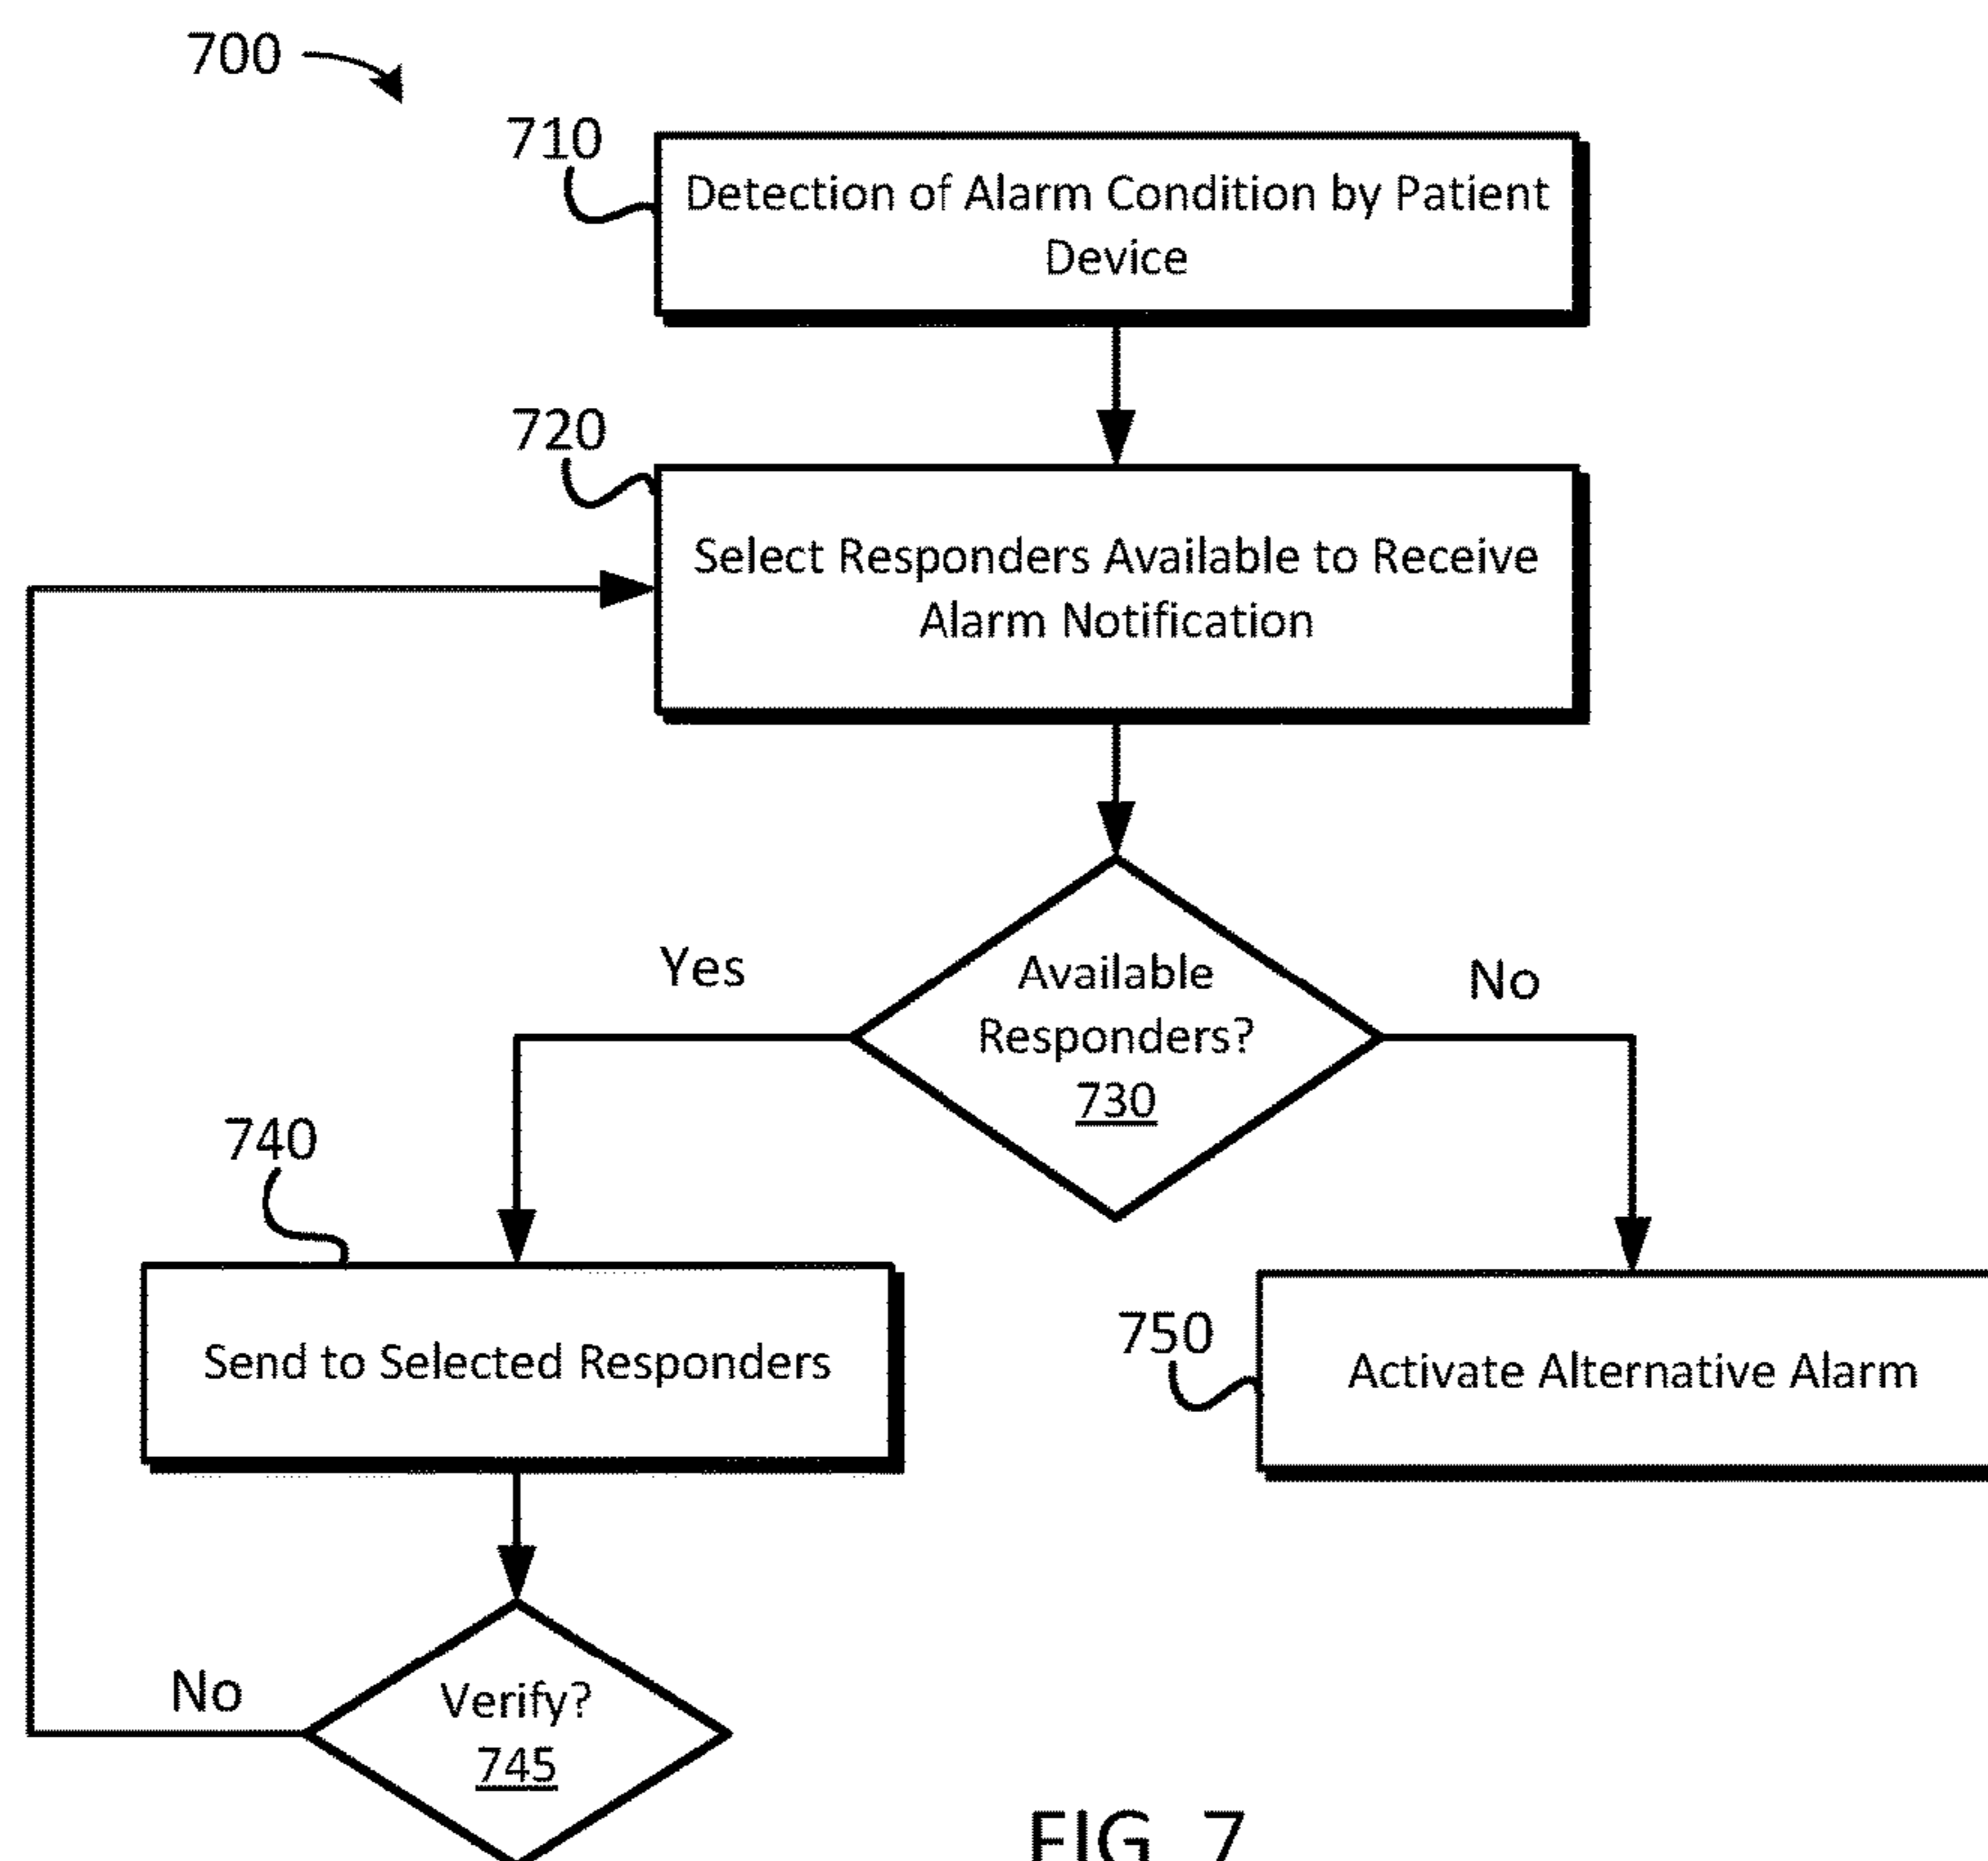 700
710
Detection of Alarm Condition by Patient
Device
720
Select Responders Available to Receive
Alarm Notification
Yes
Available
Responders?
730
No
740
Send to Selected Responders
750
Activate Alternative Alarm
No
Verify?
745
FIG. 7